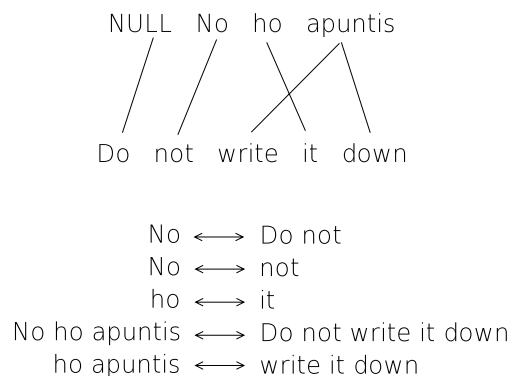 NULL No ho apuntis
Do not write it down
No ⟷ Do not
No ⟷ not
ho ⟷ it
No ho apuntis ⟷ Do not write it down
ho apuntis ⟷ write it down